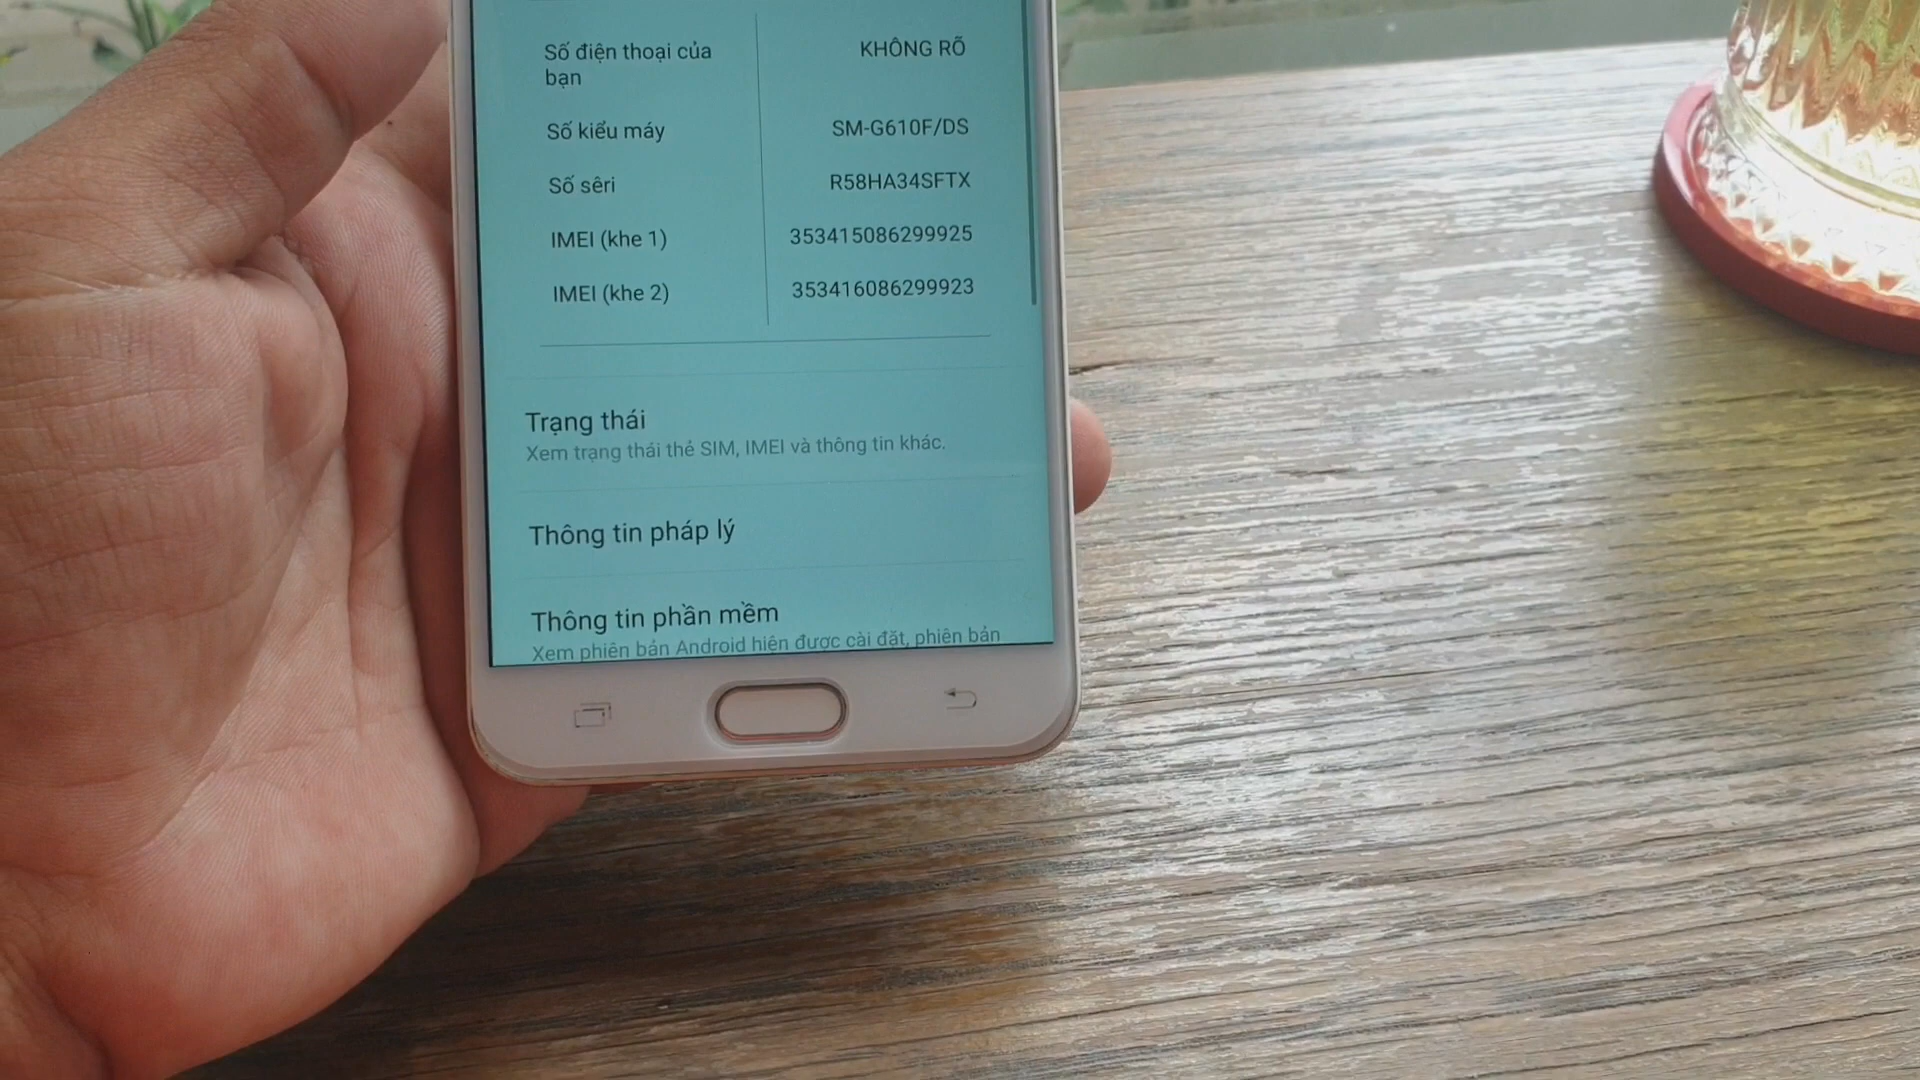 Số điện thoại của
bạn
KHÔNG RÕ
Số kiểu máy
SM-G610F/DS
Số sêri
R58HA34SFTX
IMEI (khe 1)
353415086299925
IMEI (khe 2)
353416086299923
Trạng thái
Xem trạng thái thẻ SIM, IMEI và thông tin khác.
Thông tin pháp lý
Thông tin phần mềm
Xem phiên bản Android hiện được cài đặt, phiên bản